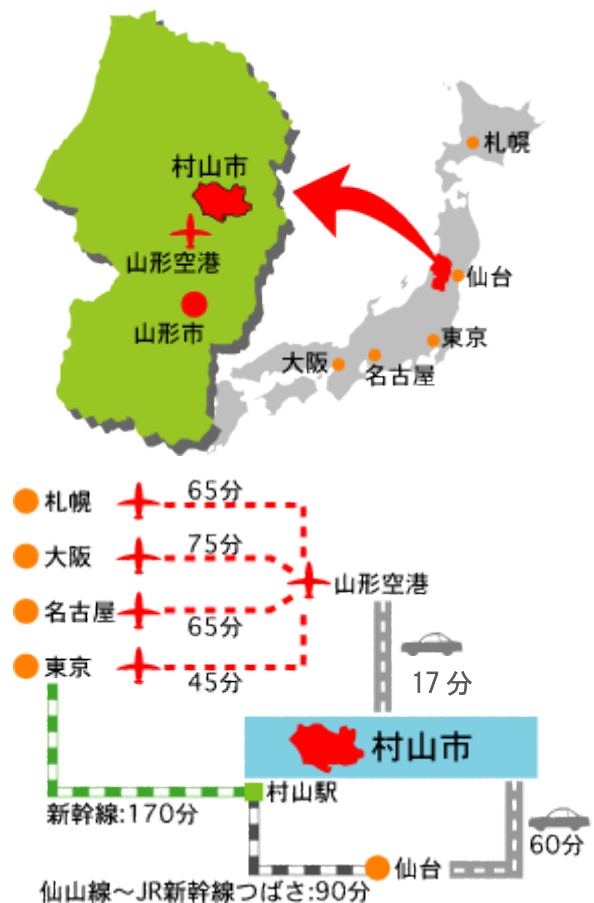 村山市
山形空港
山形市
札幌
仙台
東京
名古屋
大阪
札幌
65分
大阪
75分
名古屋
65分
東京
45分
山形空港
17分
村山市
村山駅
新幹線:170分
60分
仙台
仙山線～JR新幹線つばさ:90分